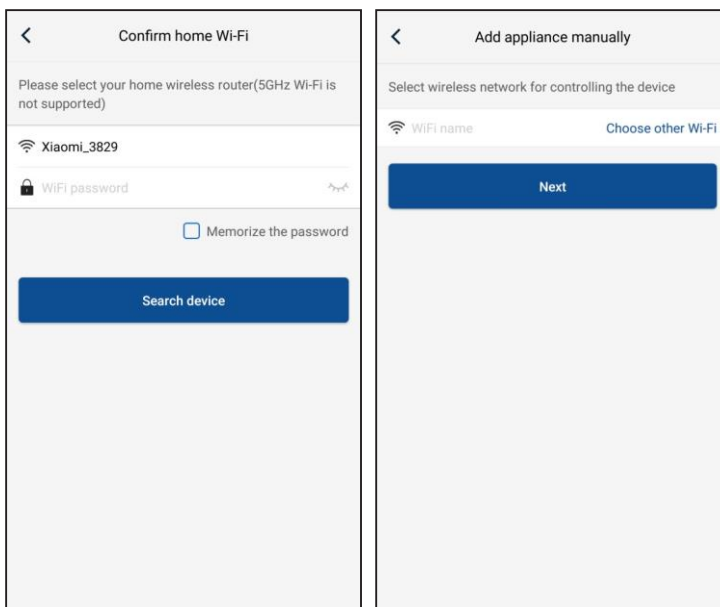 Confirm home Wi-Fi
Please select your home wireless router(5GHz Wi-Fi is
not supported)
Xiaomi_3829
WiFi password
Memorize the password
Search device
Add appliance manually
Select wireless network for controlling the device
WiFi name Choose other Wi-Fi
Next